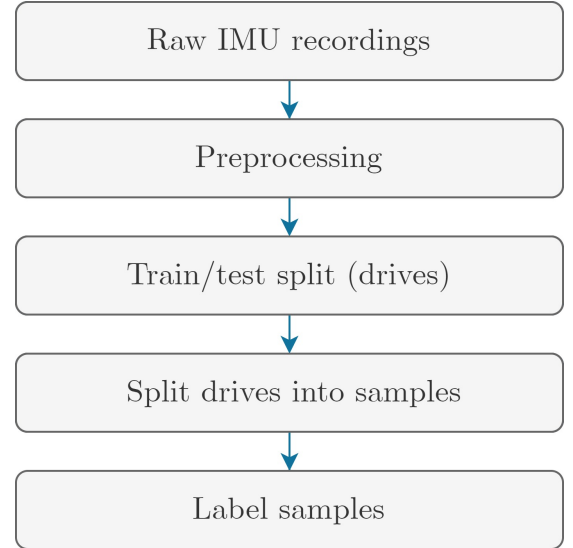 Raw IMU recordings
Preprocessing
Train/test split (drives)
Split drives into samples
Label samples